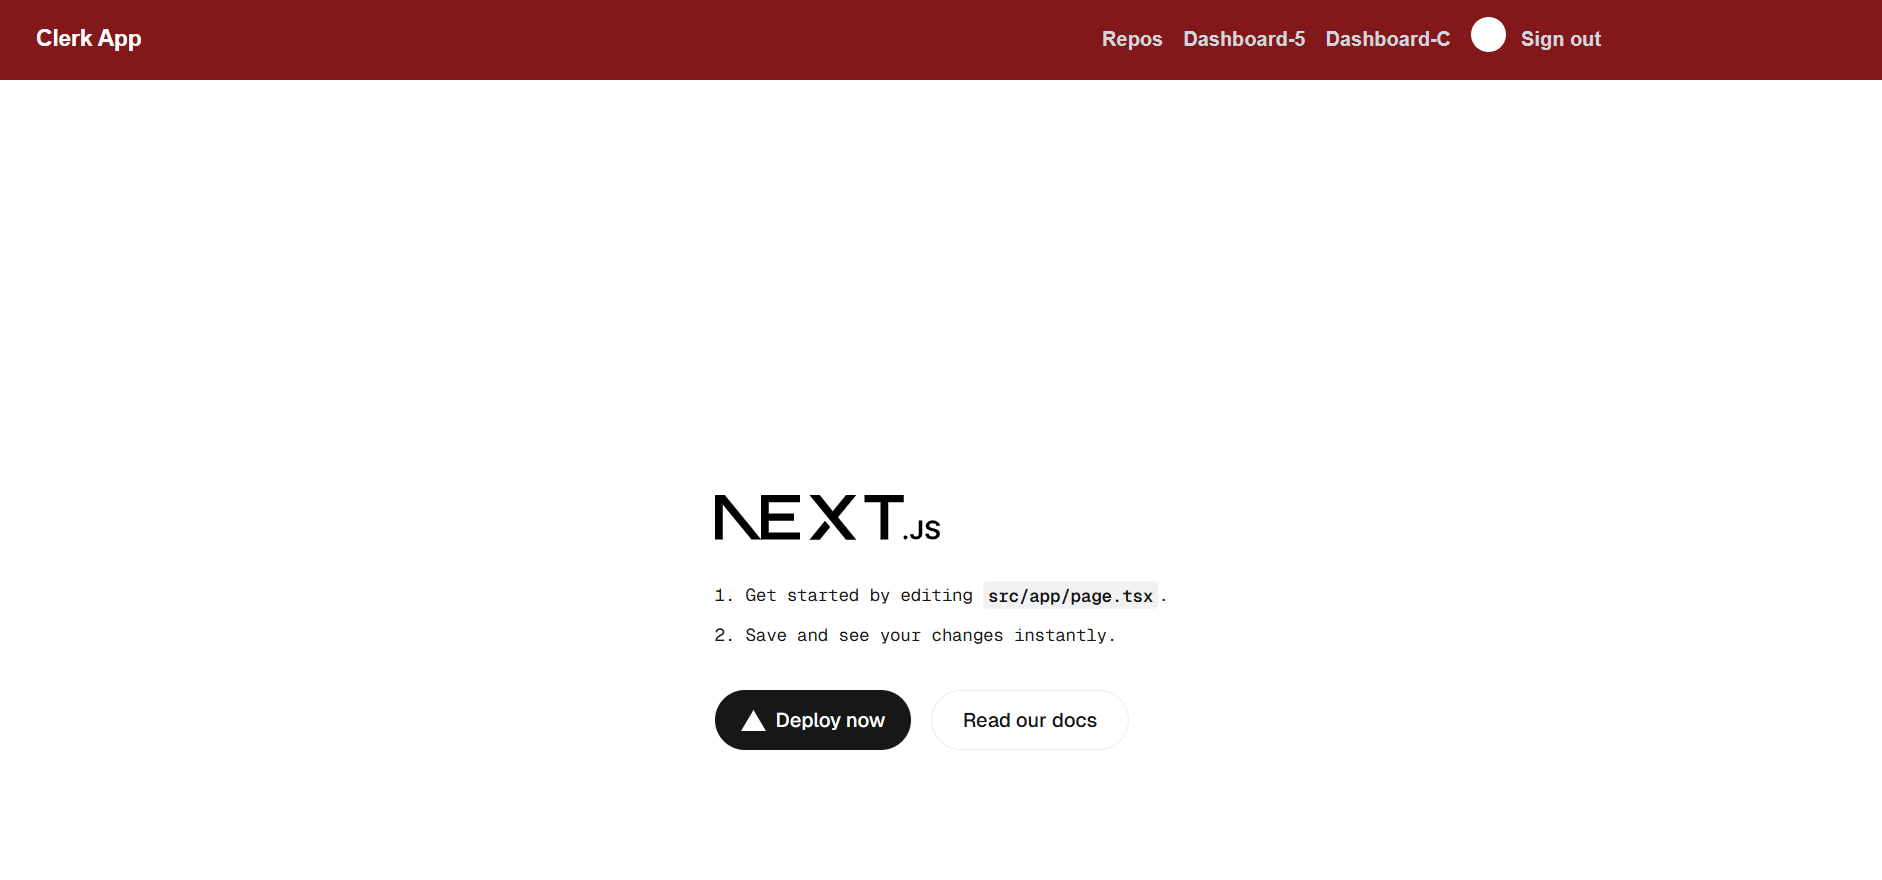 Clerk App
Repos Dashboard-5 Dashboard-C Sign out
NEXT.JS
1. Get started by editing src/app/page.tsx.
2. Save and see your changes instantly.
Deploy now Read our docs